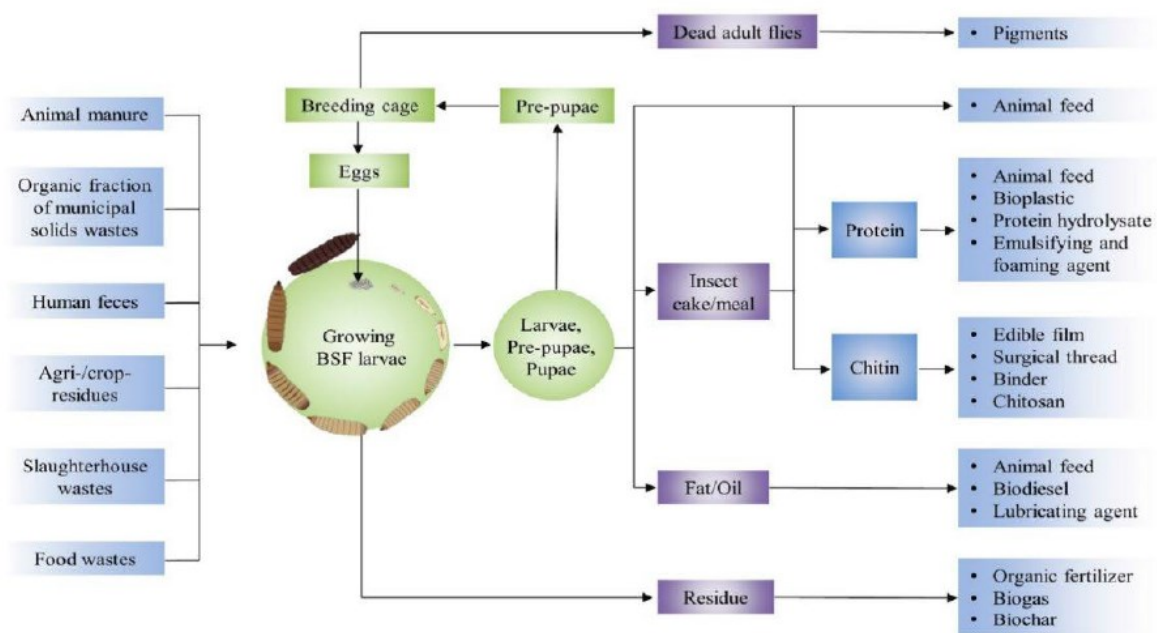 Dead adult flies
• Pigments
Breeding cage
Pre-pupae
• Animal feed
Animal manure
Eggs
Organic fraction
of municipal
solids wastes
Protein
• Animal feed
• Bioplastic
• Protein hydrolysate
• Emulsifying and
foaming agent
Human feces
Growing
BSF larvae
Larvae,
Pre-pupae,
Pupae
Insect
cake/meal
Agri-/crop-
residues
Chitin
• Edible film
• Surgical thread
• Binder
• Chitosan
Slaughterhouse
wastes
Fat/Oil
• Animal feed
• Biodiesel
• Lubricating agent
Food wastes
Residue
• Organic fertilizer
• Biogas
• Biochar